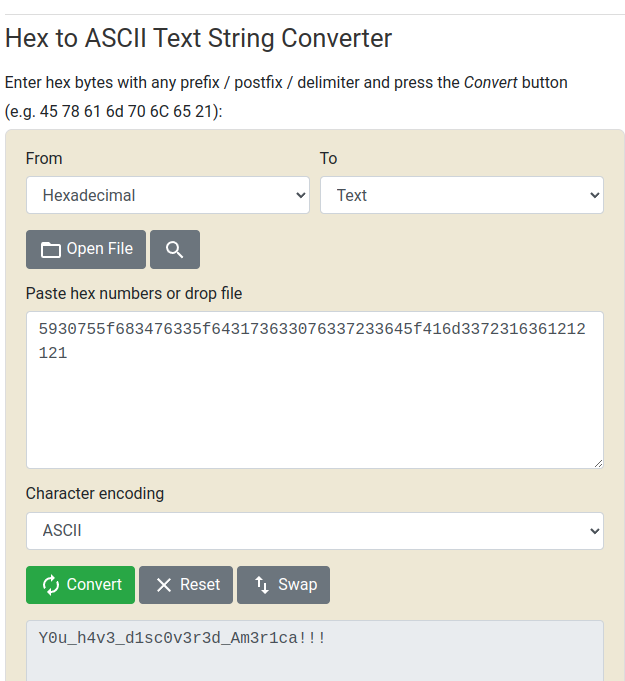 Hex to ASCII Text String Converter
Enter hex bytes with any prefix / postfix / delimiter and press the Convert button
(e.g. 45 78 61 6d 70 6C 65 21):
From To
Hexadecimal Text
Open File
Paste hex numbers or drop file
5930755f683476335f643173633076337233645f416d3372316361212
121
Character encoding
ASCII
Convert Reset Swap
Y0u_h4v3_d1sc0v3r3d_Am3r1ca!!!